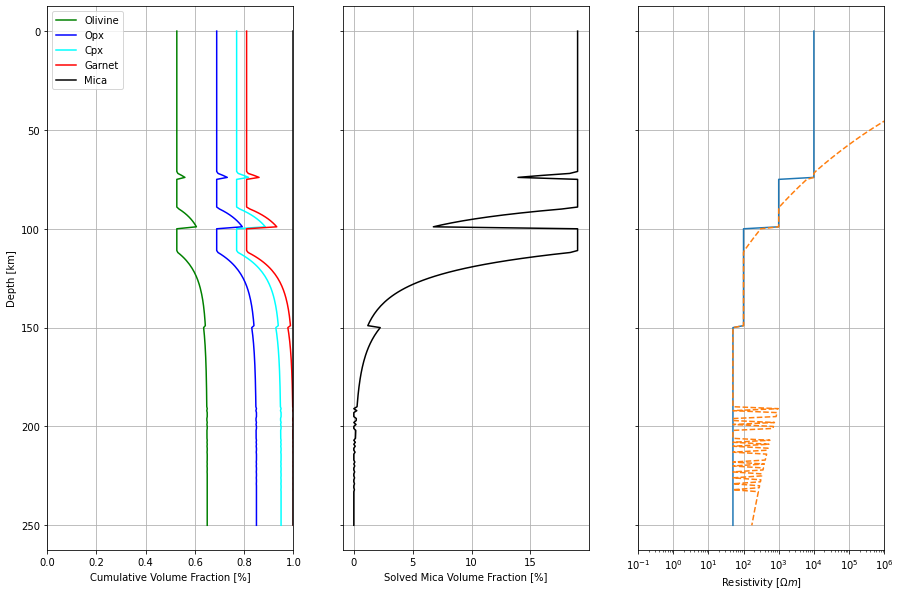 Olivine
Opx
Cpx
Garnet
Mica
Depth [km]
0
50
100
150
200
250
0.0 0.2 0.4 0.6 0.8 1.0
Cumulative Volume Fraction [%]
0 5 10 15
Solved Mica Volume Fraction [%]
10⁻¹ 10⁰ 10¹ 10² 10³ 10⁴ 10⁵ 10⁶
Resistivity [Ωm]